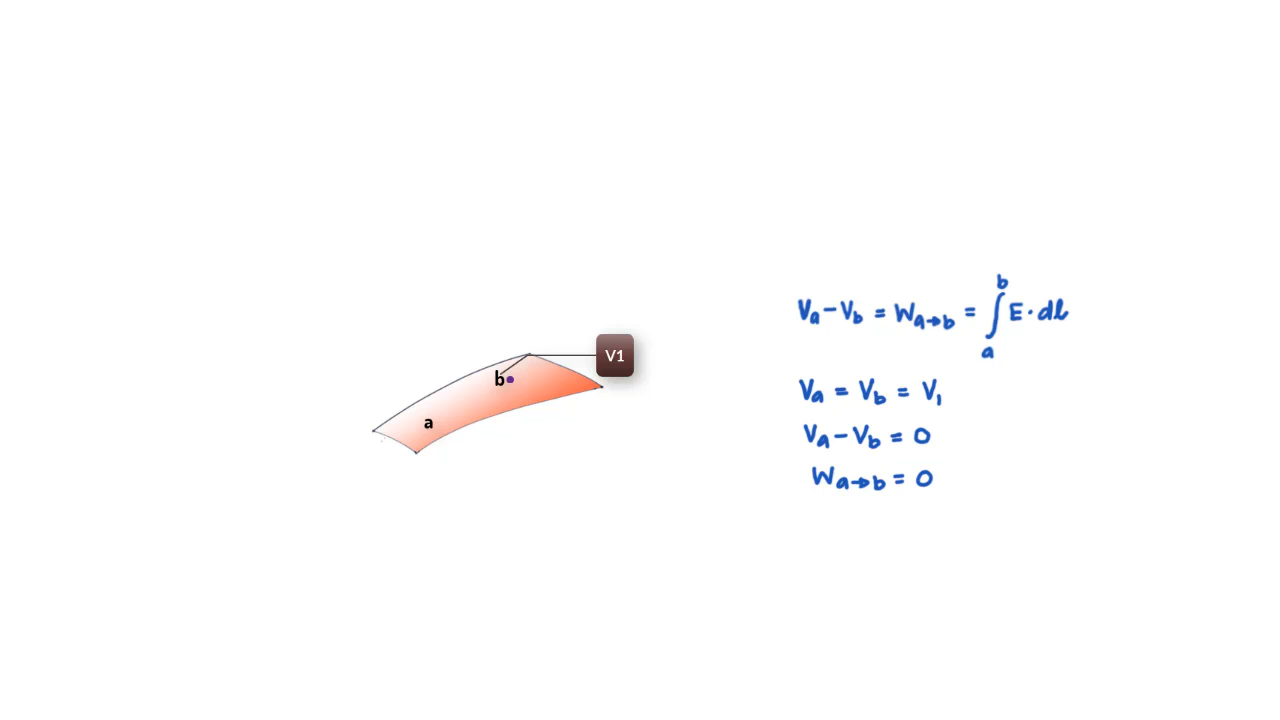 V1
b
a
Va - Vb = Wa→b = ∫ₐᵇ E · dl
Va = Vb = V1
Va - Vb = 0
Wa→b = 0